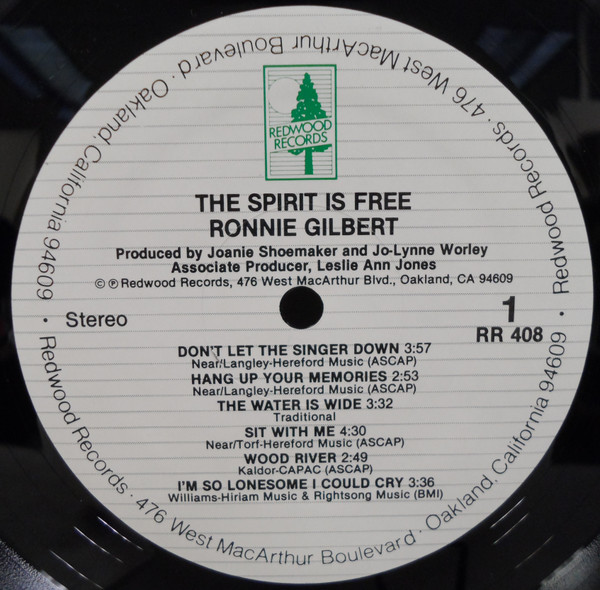 Redwood Records · 476 West MacArthur Boulevard · Oakland, California 94609 · Redwood Records · 476 West MacArthur Boulevard · Oakland, California 94609 ·
REDWOOD
RECORDS
THE SPIRIT IS FREE
RONNIE GILBERT
Produced by Joanie Shoemaker and Jo-Lynne Worley
Associate Producer, Leslie Ann Jones
© ℗ Redwood Records, 476 West MacArthur Blvd., Oakland, CA 94609
Stereo
1
RR 408
DON'T LET THE SINGER DOWN 3:57
Near/Langley-Hereford Music (ASCAP)
HANG UP YOUR MEMORIES 2:53
Near/Langley-Hereford Music (ASCAP)
THE WATER IS WIDE 3:32
Traditional
SIT WITH ME 4:30
Near/Torf-Hereford Music (ASCAP)
WOOD RIVER 2:49
Kaldor-CAPAC (ASCAP)
I'M SO LONESOME I COULD CRY 3:36
Williams-Hiriam Music & Rightsong Music (BMI)